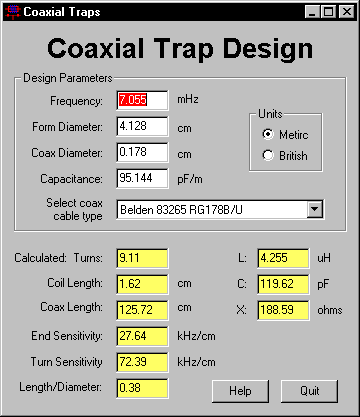 Coaxial Traps
Coaxial Trap Design
Design Parameters
Frequency: 7.055 mHz
Form Diameter: 4.128 cm
Coax Diameter: 0.178 cm
Capacitance: 95.144 pF/m
Units
Metirc
British
Select coax
cable type
Belden 83265 RG178B/U
Calculated: Turns: 9.11
L: 4.255 uH
Coil Length: 1.62 cm
C: 119.62 pF
Coax Length: 125.72 cm
X: 188.59 ohms
End Sensitivity 27.64 kHz/cm
Turn Sensitivity 72.39 kHz/cm
Length/Diameter: 0.38
Help
Quit